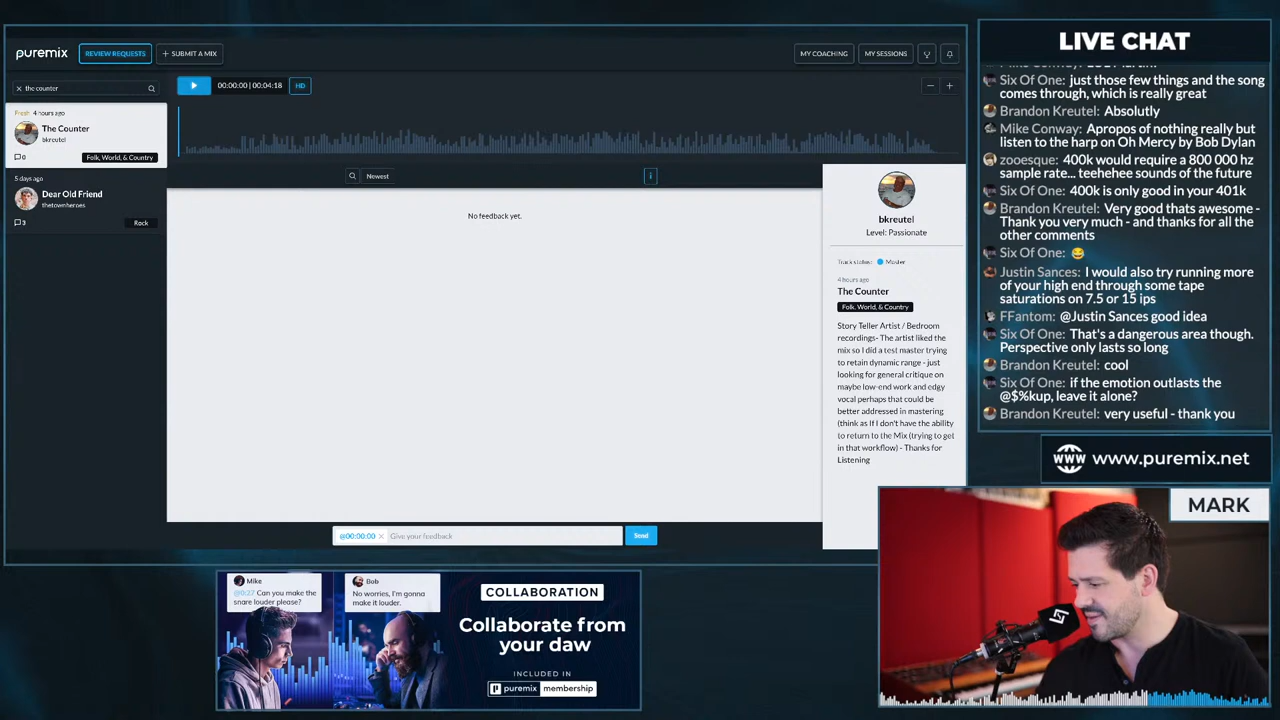 puremix
REVIEW REQUESTS
+ SUBMIT A MIX
MY COACHING
MY SESSIONS
× the counter
00:00:00 | 00:04:18
HD
Fresh 4 hours ago
The Counter
bkreutel
0
Folk, World, & Country
5 days ago
Dear Old Friend
thetownheroes
3
Rock
Newest
i
No feedback yet.
bkreutel
Level: Passionate
Track status: Master
4 hours ago
The Counter
Folk, World, & Country
Story Teller Artist / Bedroom
recordings- The artist liked the
mix so I did a test master trying
to retain dynamic range - just
looking for general critique on
maybe low-end work and edgy
vocal perhaps that could be
better addressed in mastering
(think as If I don't have the ability
to return to the Mix (trying to get
in that workflow) - Thanks for
Listening
@00:00:00 ×
Give your feedback
Send
LIVE CHAT
Six Of One: just those few things and the song
comes through, which is really great
Brandon Kreutel: Absolutly
Mike Conway: Apropos of nothing really but
listen to the harp on Oh Mercy by Bob Dylan
zooesque: 400k would require a 800 000 hz
sample rate... teehehee sounds of the future
Six Of One: 400k is only good in your 401k
Brandon Kreutel: Very good thats awesome -
Thank you very much - and thanks for all the
other comments
Six Of One: 😂
Justin Sances: I would also try running more
of your high end through some tape
saturations on 7.5 or 15 ips
FFantom: @Justin Sances good idea
Six Of One: That's a dangerous area though.
Perspective only lasts so long
Brandon Kreutel: cool
Six Of One: if the emotion outlasts the
@$%kup, leave it alone?
Brandon Kreutel: very useful - thank you
WWW www.puremix.net
MARK
Mike
@0:27 Can you make the
snare louder please?
Bob
No worries, I'm gonna
make it louder.
COLLABORATION
Collaborate from
your daw
INCLUDED IN
puremix membership